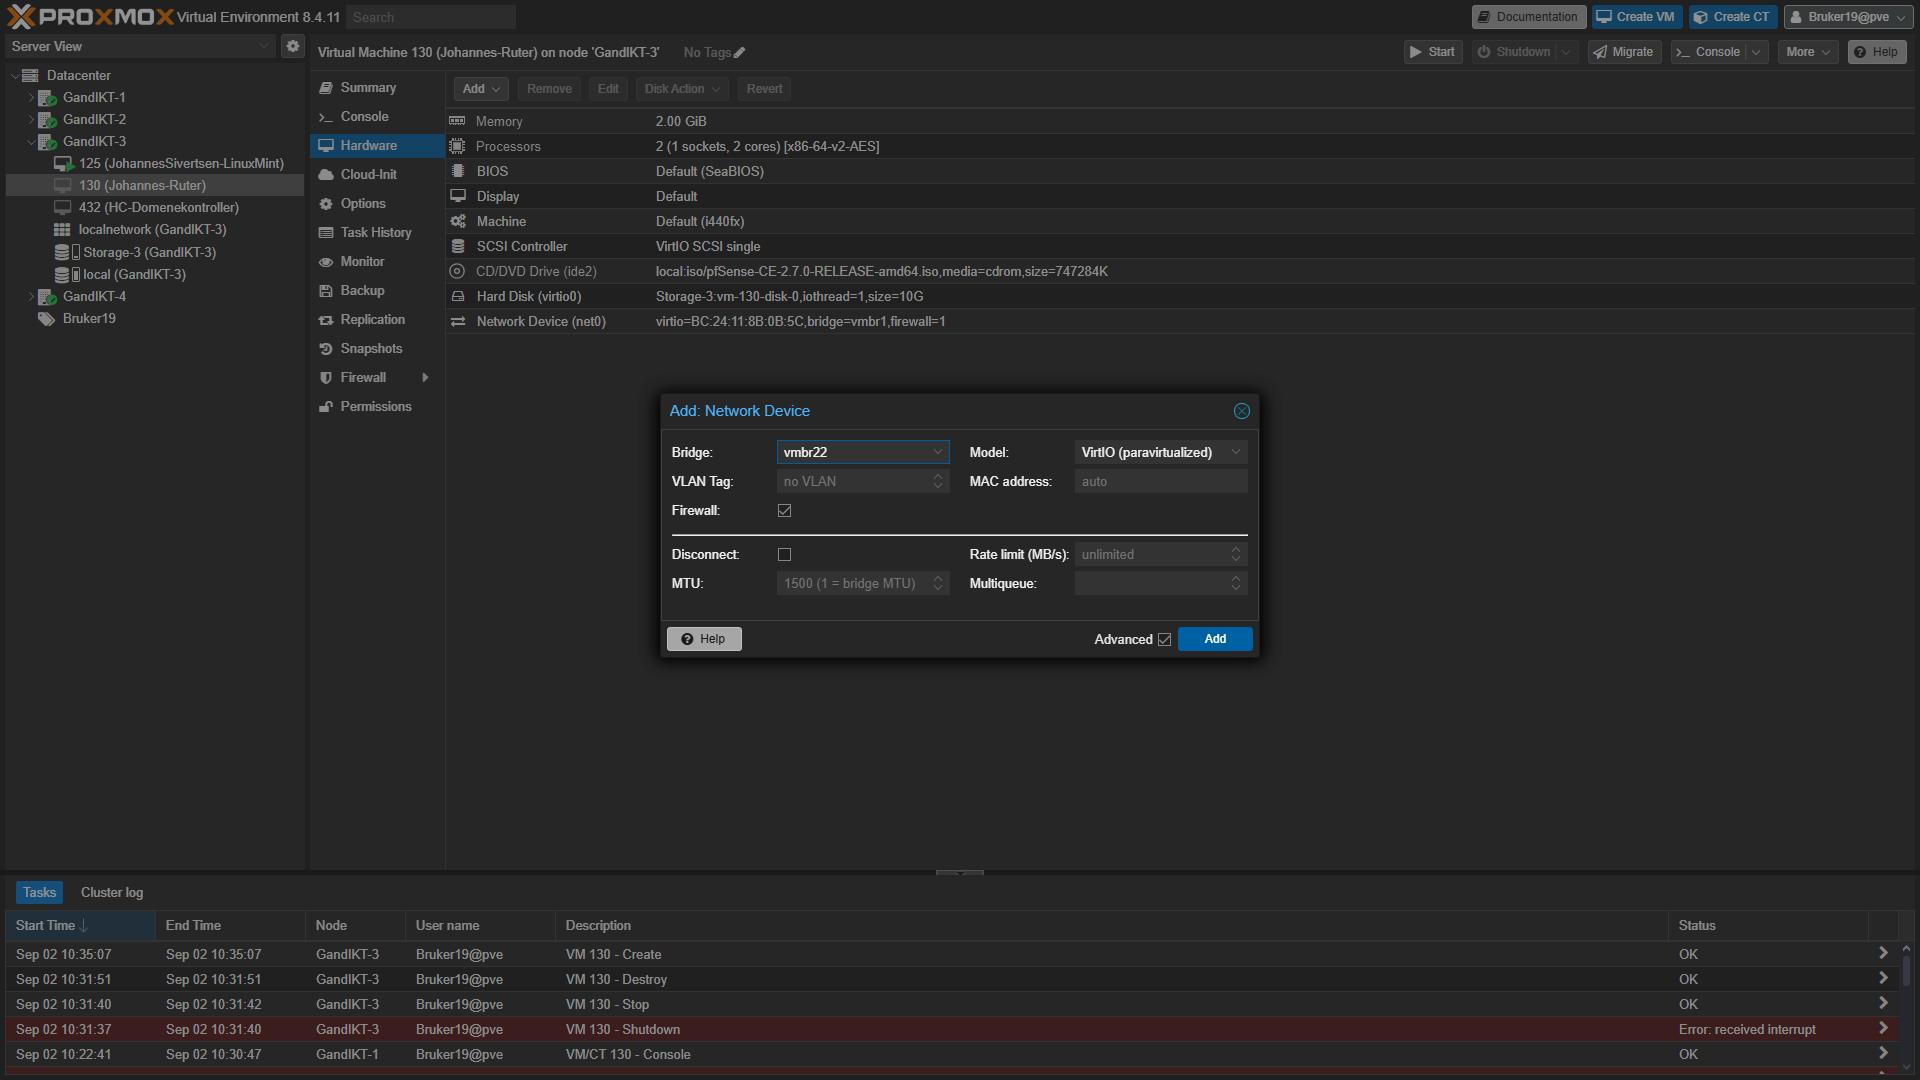 PROXMOX Virtual Environment 8.4.11 Search Documentation Create VM Create CT Bruker19@pve
Server View
Virtual Machine 130 (Johannes-Ruter) on node 'GandIKT-3' No Tags Start Shutdown Migrate Console More Help
Datacenter
GandIKT-1
GandIKT-2
GandIKT-3
125 (JohannesSivertsen-LinuxMint)
130 (Johannes-Ruter)
432 (HC-Domenekontroller)
localnetwork (GandIKT-3)
Storage-3 (GandIKT-3)
local (GandIKT-3)
GandIKT-4
Bruker19
Summary
Console
Hardware
Cloud-Init
Options
Task History
Monitor
Backup
Replication
Snapshots
Firewall
Permissions
Add Remove Edit Disk Action Revert
Memory 2.00 GiB
Processors 2 (1 sockets, 2 cores) [x86-64-v2-AES]
BIOS Default (SeaBIOS)
Display Default
Machine Default (i440fx)
SCSI Controller VirtIO SCSI single
CD/DVD Drive (ide2) local:iso/pfSense-CE-2.7.0-RELEASE-amd64.iso,media=cdrom,size=747284K
Hard Disk (virtio0) Storage-3:vm-130-disk-0,iothread=1,size=10G
Network Device (net0) virtio=BC:24:11:8B:0B:5C,bridge=vmbr1,firewall=1
Add: Network Device
Bridge: vmbr22 Model: VirtIO (paravirtualized)
VLAN Tag: no VLAN MAC address: auto
Firewall:
Disconnect: Rate limit (MB/s): unlimited
MTU: 1500 (1 = bridge MTU) Multiqueue:
Help Advanced Add
Tasks Cluster log
Start Time End Time Node User name Description Status
Sep 02 10:35:07 Sep 02 10:35:07 GandIKT-3 Bruker19@pve VM 130 - Create OK
Sep 02 10:31:51 Sep 02 10:31:51 GandIKT-3 Bruker19@pve VM 130 - Destroy OK
Sep 02 10:31:40 Sep 02 10:31:42 GandIKT-3 Bruker19@pve VM 130 - Stop OK
Sep 02 10:31:37 Sep 02 10:31:40 GandIKT-3 Bruker19@pve VM 130 - Shutdown Error: received interrupt
Sep 02 10:22:41 Sep 02 10:30:47 GandIKT-1 Bruker19@pve VM/CT 130 - Console OK